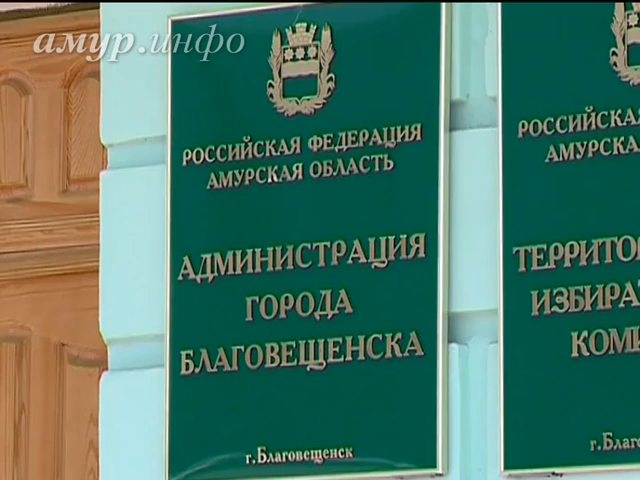 амур.инфо
РОССИЙСКАЯ ФЕДЕРАЦИЯ
АМУРСКАЯ ОБЛАСТЬ
АДМИНИСТРАЦИЯ
ГОРОДА
БЛАГОВЕЩЕНСКА
г.Благовещенск
РОССИЙСКАЯ
АМУРСКАЯ